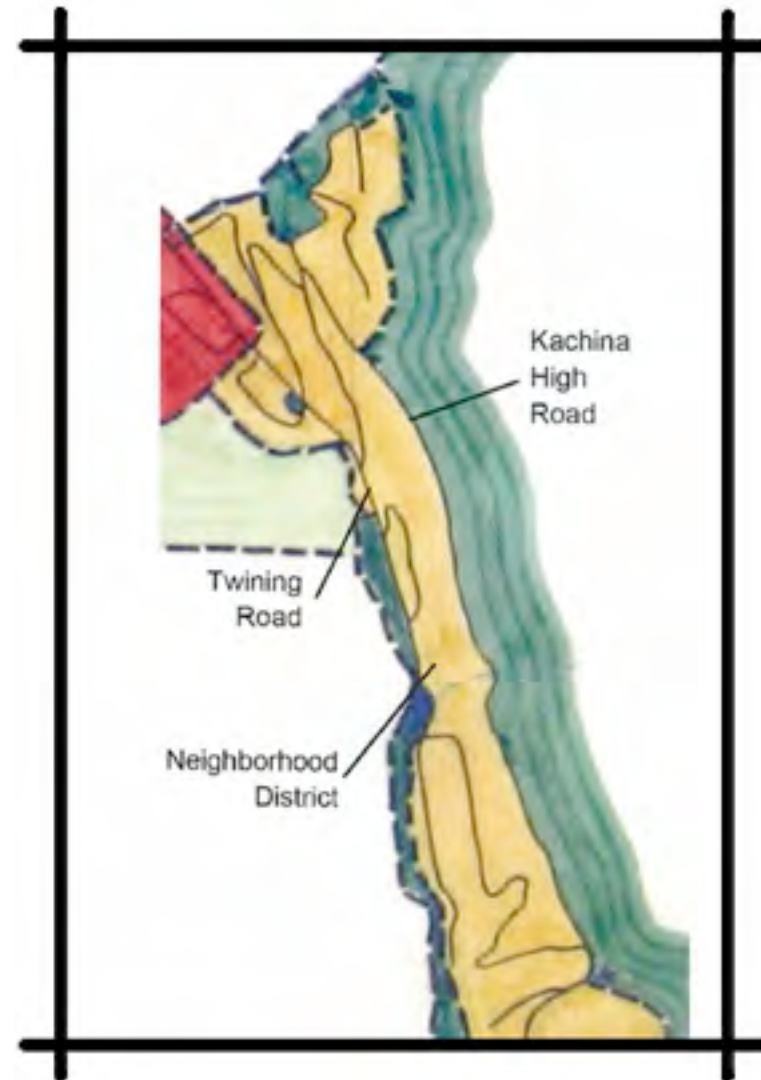 Kachina
High
Road
Twining
Road
Neighborhood
District